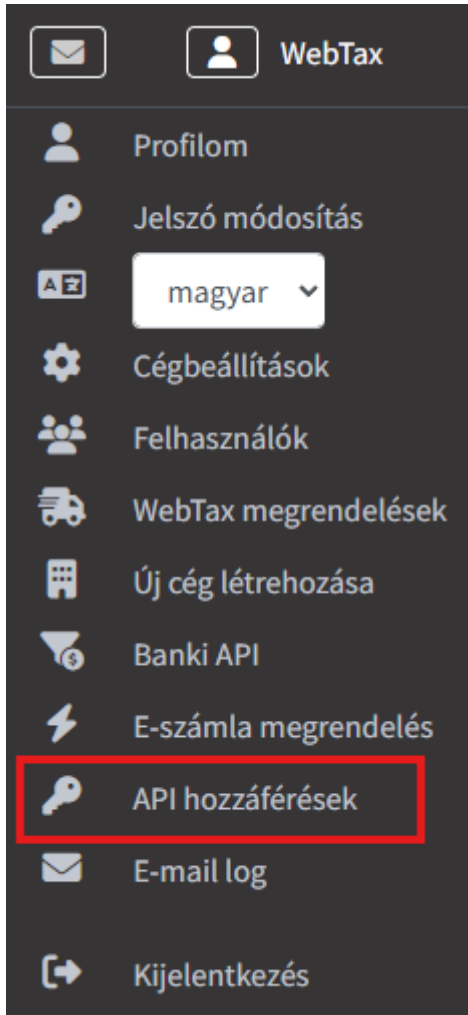 WebTax
Profilom
Jelszó módosítás
magyar
Cégbeállítások
Felhasználók
WebTax megrendelések
Új cég létrehozása
Banki API
E-számla megrendelés
API hozzáférések
E-mail log
Kijelentkezés